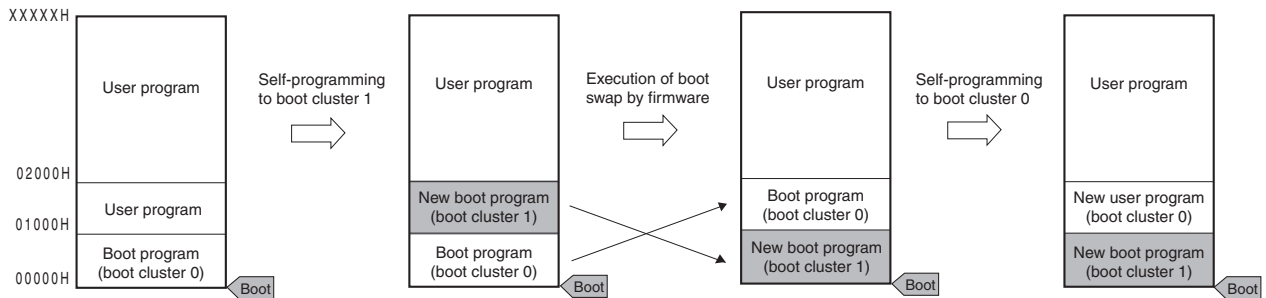 XXXXXH
User program
02000H
User program
01000H
Boot program
(boot cluster 0)
00000H
Boot
Self-programming
to boot cluster 1
User program
New boot program
(boot cluster 1)
Boot program
(boot cluster 0)
Boot
Execution of boot
swap by firmware
User program
Boot program
(boot cluster 0)
New boot program
(boot cluster 1)
Boot
Self-programming
to boot cluster 0
User program
New user program
(boot cluster 0)
New boot program
(boot cluster 1)
Boot